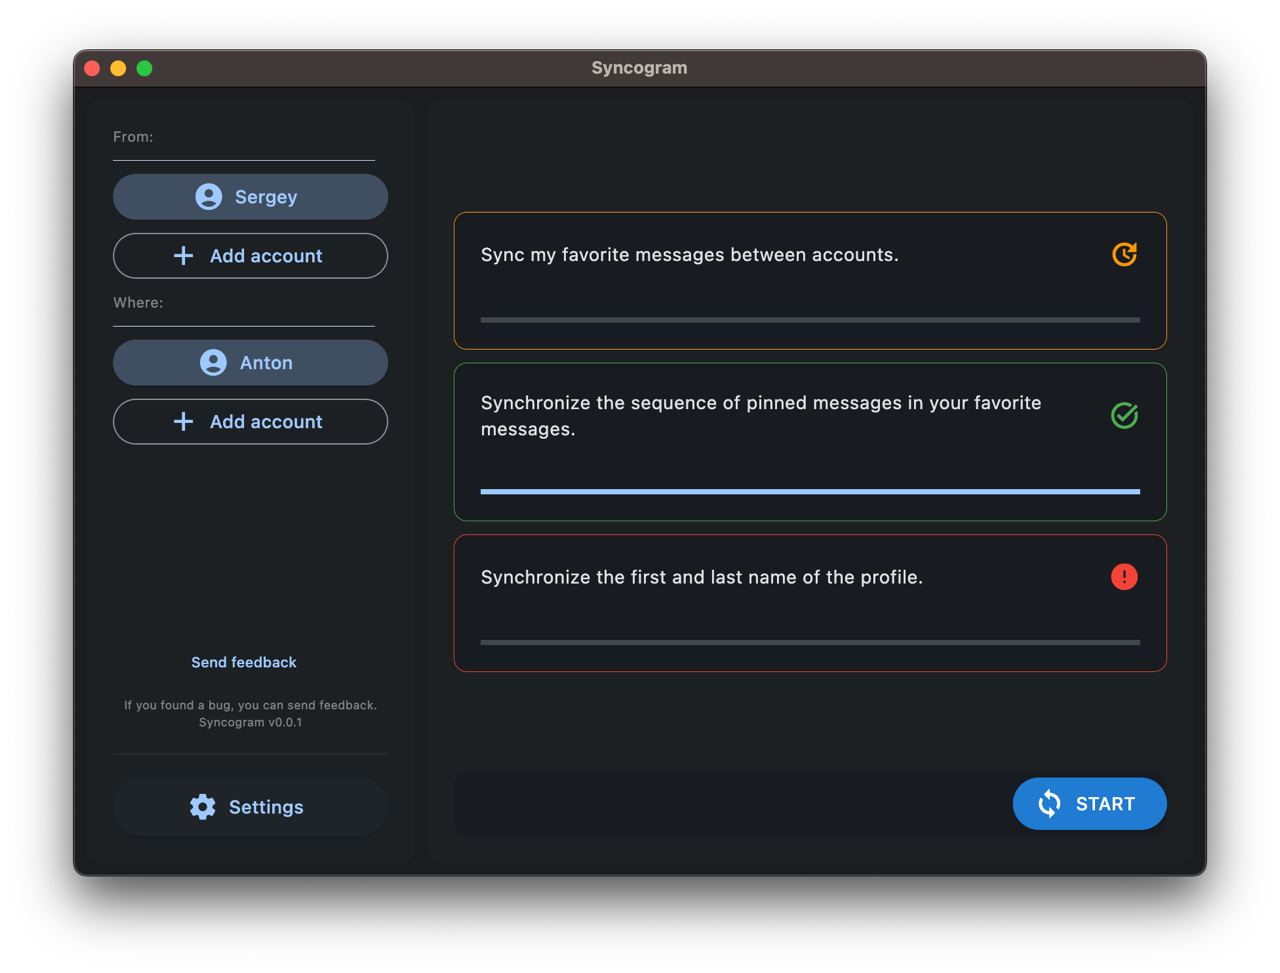 Syncogram
From:
Sergey
Add account
Where:
Anton
Add account
Send feedback
If you found a bug, you can send feedback.
Syncogram v0.0.1
Settings
Sync my favorite messages between accounts.
Synchronize the sequence of pinned messages in your favorite
messages.
Synchronize the first and last name of the profile.
START